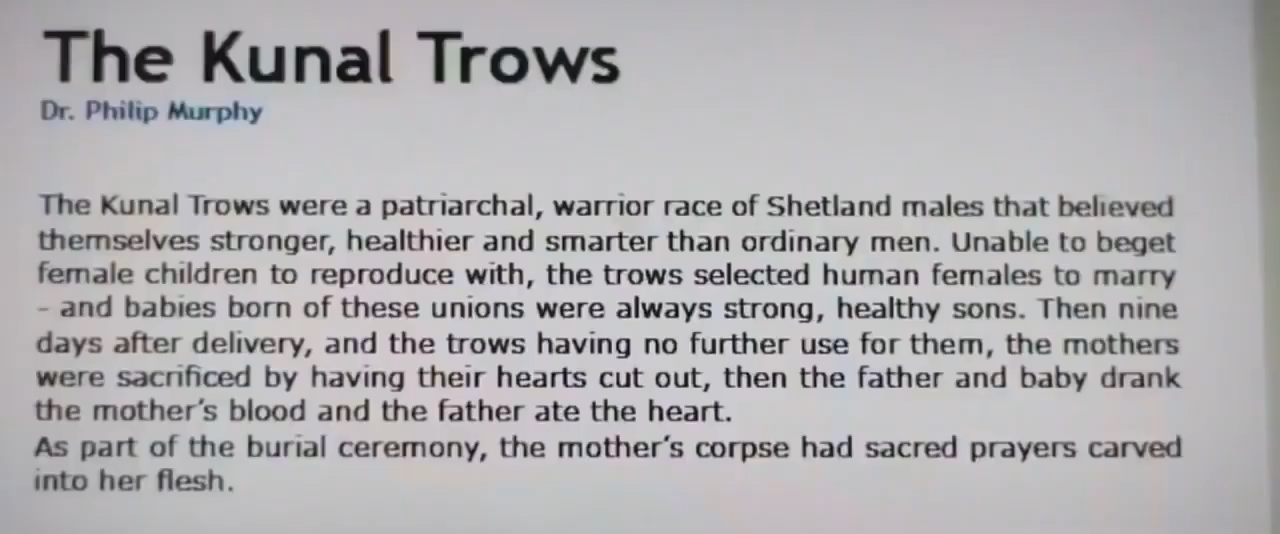 The Kunal Trows
Dr. Philip Murphy
The Kunal Trows were a patriarchal, warrior race of Shetland males that believed
themselves stronger, healthier and smarter than ordinary men. Unable to beget
female children to reproduce with, the trows selected human females to marry
- and babies born of these unions were always strong, healthy sons. Then nine
days after delivery, and the trows having no further use for them, the mothers
were sacrificed by having their hearts cut out, then the father and baby drank
the mother's blood and the father ate the heart.
As part of the burial ceremony, the mother's corpse had sacred prayers carved
into her flesh.